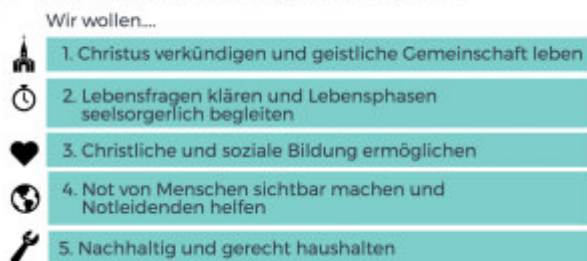 Wir wollen....
1. Christus verkündigen und geistliche Gemeinschaft leben
2. Lebensfragen klären und Lebensphasen
seelsorgerlich begleiten
3. Christliche und soziale Bildung ermöglichen
4. Not von Menschen sichtbar machen und
Notleidenden helfen
5. Nachhaltig und gerecht haushalten